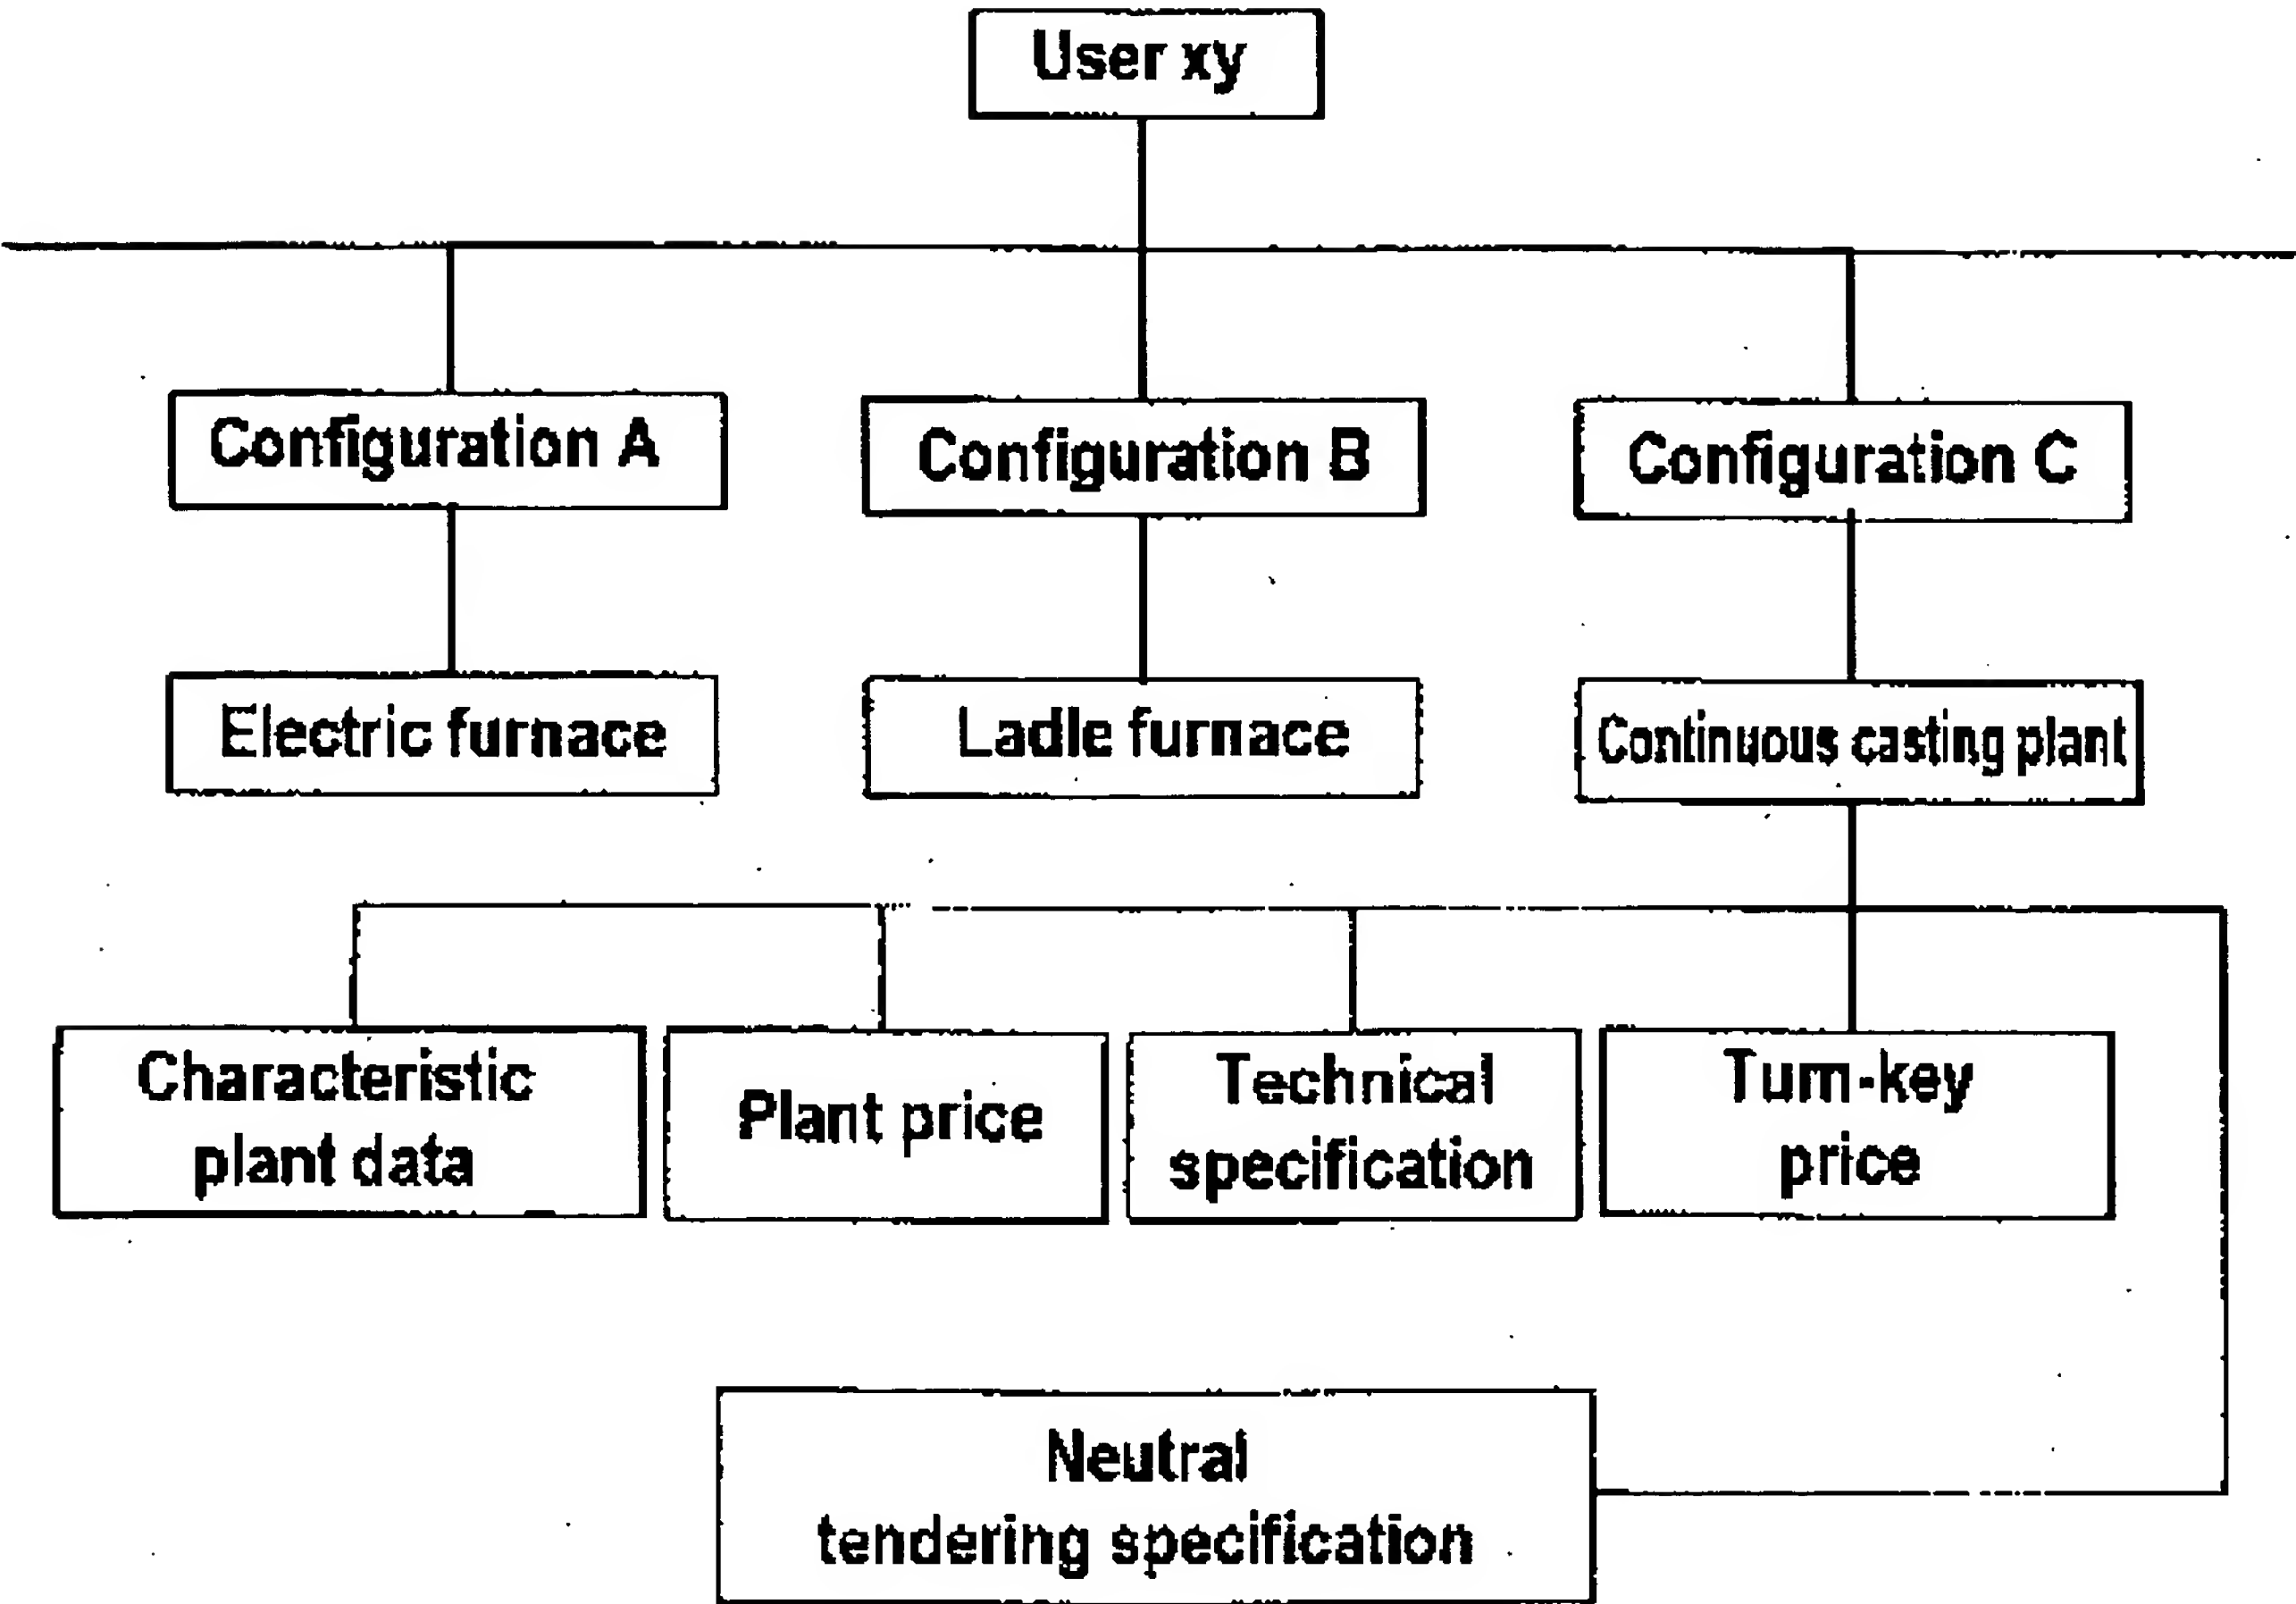 User xy
Configuration A
Configuration B
Configuration C
Electric furnace
Ladle furnace
Continuous casting plant
Characteristic
plant data
Plant price
Technical
specification
Turn-key
price
Neutral
tendering specification